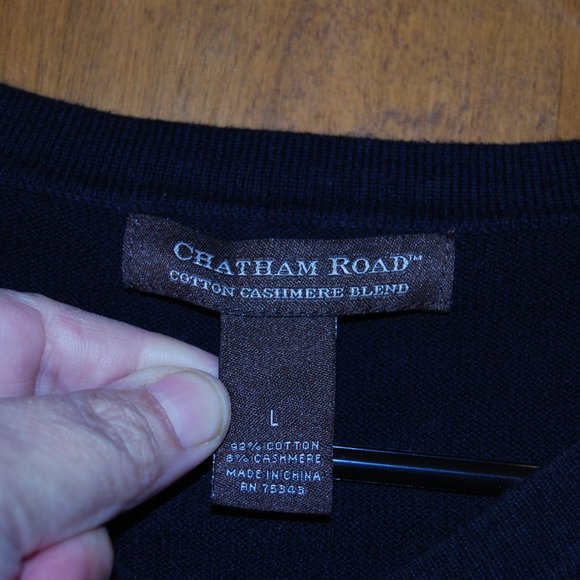 CHATHAM ROAD™
COTTON CASHMERE BLEND
L
92% COTTON
8% CASHMERE
MADE IN CHINA
RN 75343